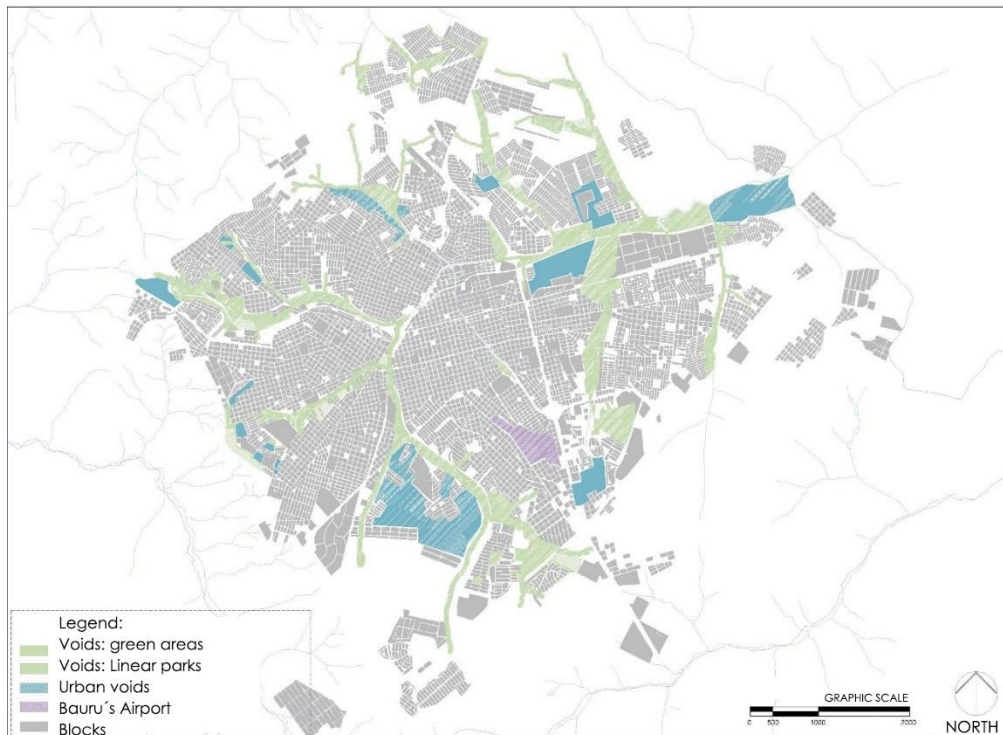 Legend:
Voids: green areas
Voids: Linear parks
Urban voids
Bauru´s Airport
Blocks
GRAPHIC SCALE
0 500 1000 2000
NORTH